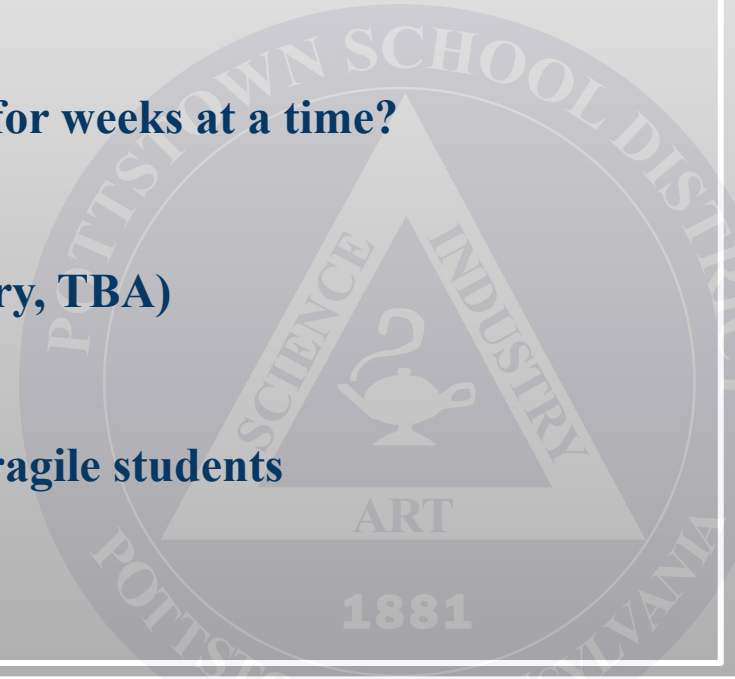 POTTSTOWN SCHOOL DISTRICT
for weeks at a time?
SCIENCE
INDUSTRY
ry, TBA)
ragile students
ART
1881